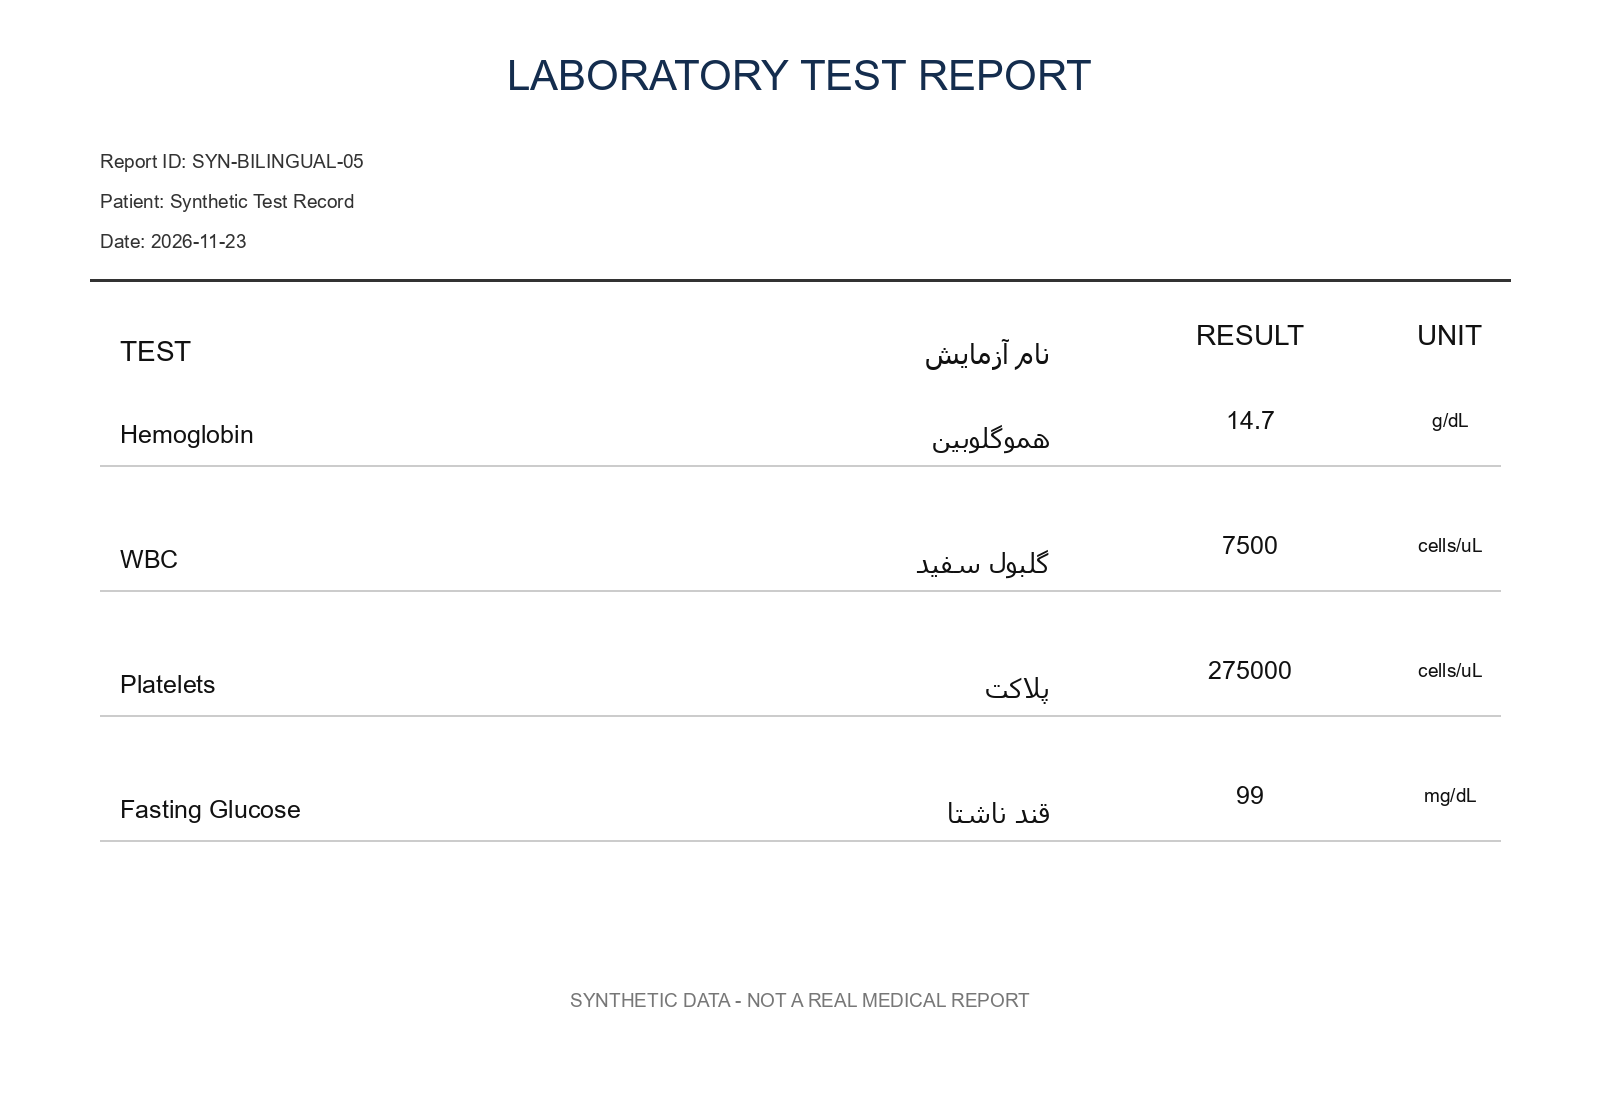 LABORATORY TEST REPORT
Report ID: SYN-BILINGUAL-05
Patient: Synthetic Test Record
Date: 2026-11-23
TEST نام آزمایش RESULT UNIT
Hemoglobin هموگلوبین 14.7 g/dL
WBC گلبول سفید 7500 cells/uL
Platelets پلاکت 275000 cells/uL
Fasting Glucose قند ناشتا 99 mg/dL
SYNTHETIC DATA - NOT A REAL MEDICAL REPORT